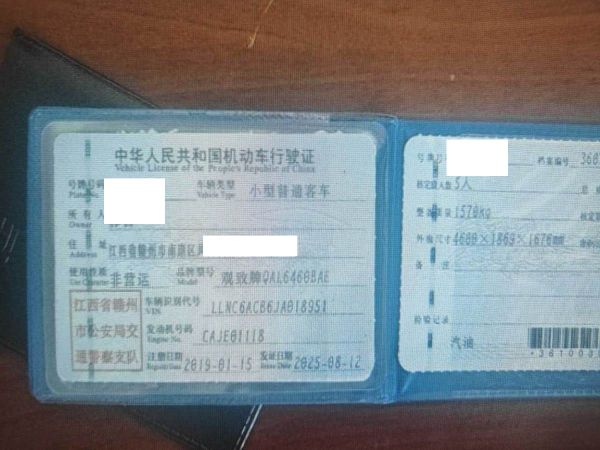 中华人民共和国机动车行驶证
Vehicle License of the People's Republic of China
号牌号码
车辆类型 小型普通客车
Vehicle Type
所有人
Owner
住址 江西省赣州市南康区
Address
使用性质 非营运
Use Character
品牌型号 观致牌QAL6460BAE
Model
江西省赣州
市公安局交
通警察支队
车辆识别代号 LLNC6ACB6JA018951
VIN
发动机号码 CAJE01118
Engine No.
注册日期 2019-01-15
Register Date
发证日期 2025-08-12
Issue Date
号牌号
档案编号 360
核定载人数 5人
整备质量 1570KG
外廓尺寸 4600×1869×1676mm
检验记录
汽油